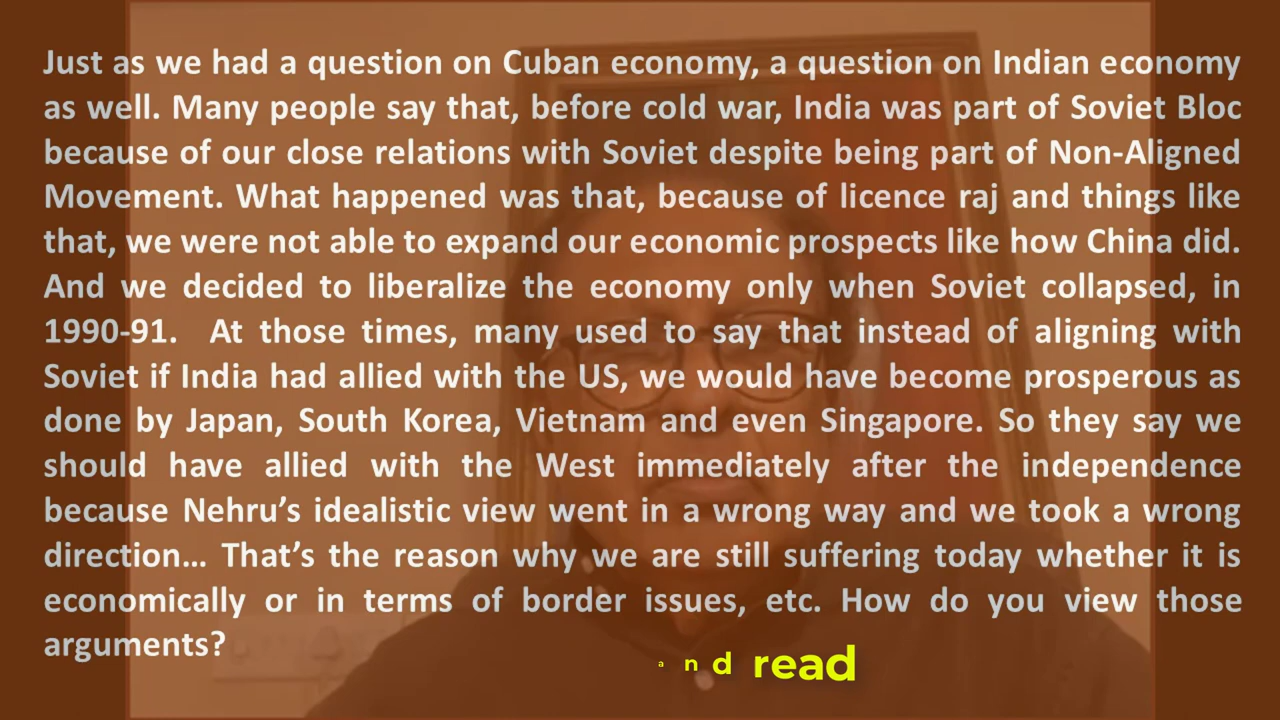 Just as we had a question on Cuban economy, a question on Indian economy
as well. Many people say that, before cold war, India was part of Soviet Bloc
because of our close relations with Soviet despite being part of Non-Aligned
Movement. What happened was that, because of licence raj and things like
that, we were not able to expand our economic prospects like how China did.
And we decided to liberalize the economy only when Soviet collapsed, in
1990-91. At those times, many used to say that instead of aligning with
Soviet if India had allied with the US, we would have become prosperous as
done by Japan, South Korea, Vietnam and even Singapore. So they say we
should have allied with the West immediately after the independence
because Nehru’s idealistic view went in a wrong way and we took a wrong
direction... That’s the reason why we are still suffering today whether it is
economically or in terms of border issues, etc. How do you view those
arguments?
and read